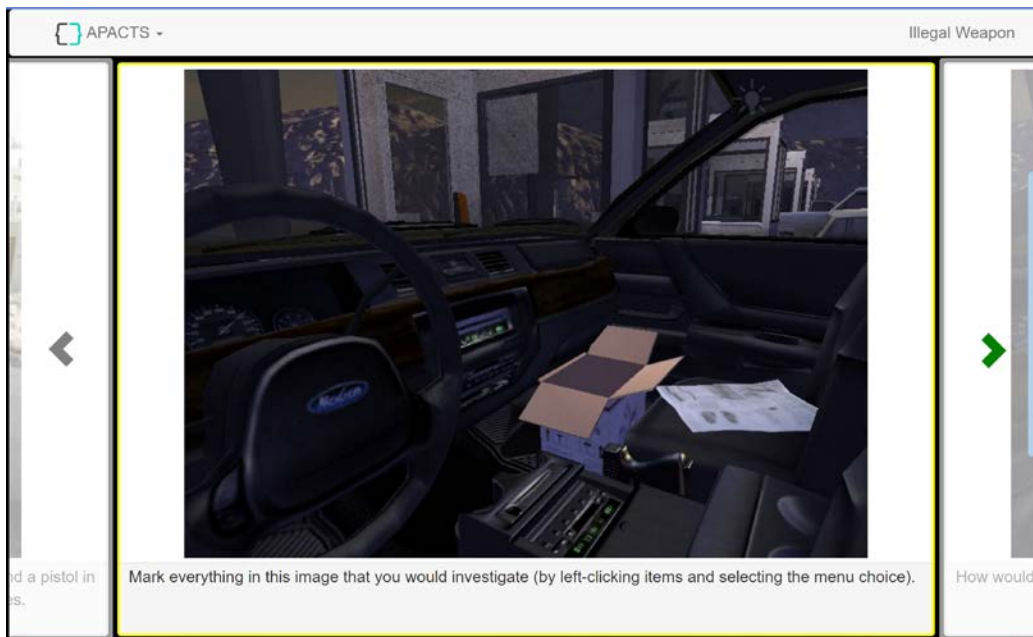 APACTS
Illegal Weapon
d a pistol in
es.
Mark everything in this image that you would investigate (by left-clicking items and selecting the menu choice).
How would